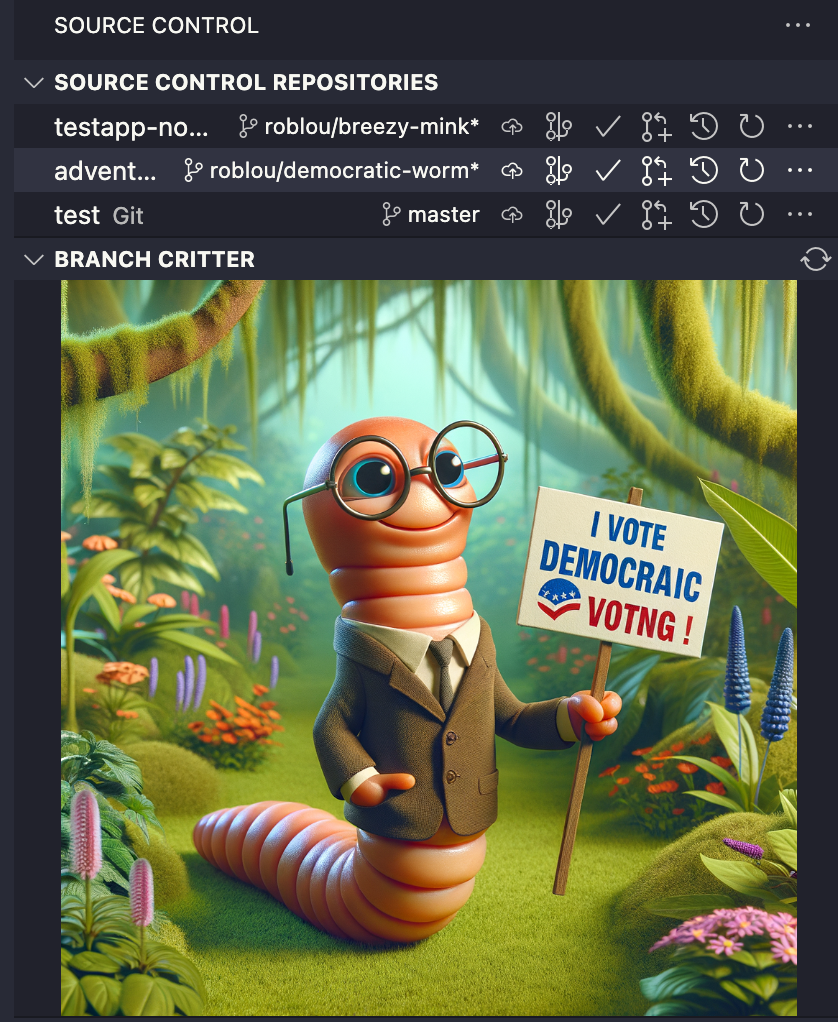 SOURCE CONTROL
SOURCE CONTROL REPOSITORIES
testapp-no... roblou/breezy-mink*
advent... roblou/democratic-worm*
test Git master
BRANCH CRITTER
I VOTE
DEMOCRAIC
VOTNG !